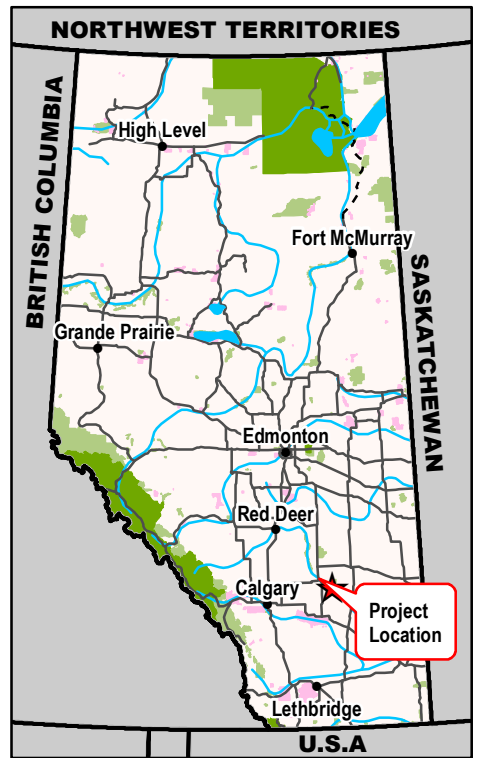 NORTHWEST TERRITORIES
BRITISH COLUMBIA
High Level
Fort McMurray
SASKATCHEWAN
Grande Prairie
Edmonton
Red Deer
Calgary
Project
Location
Lethbridge
U.S.A